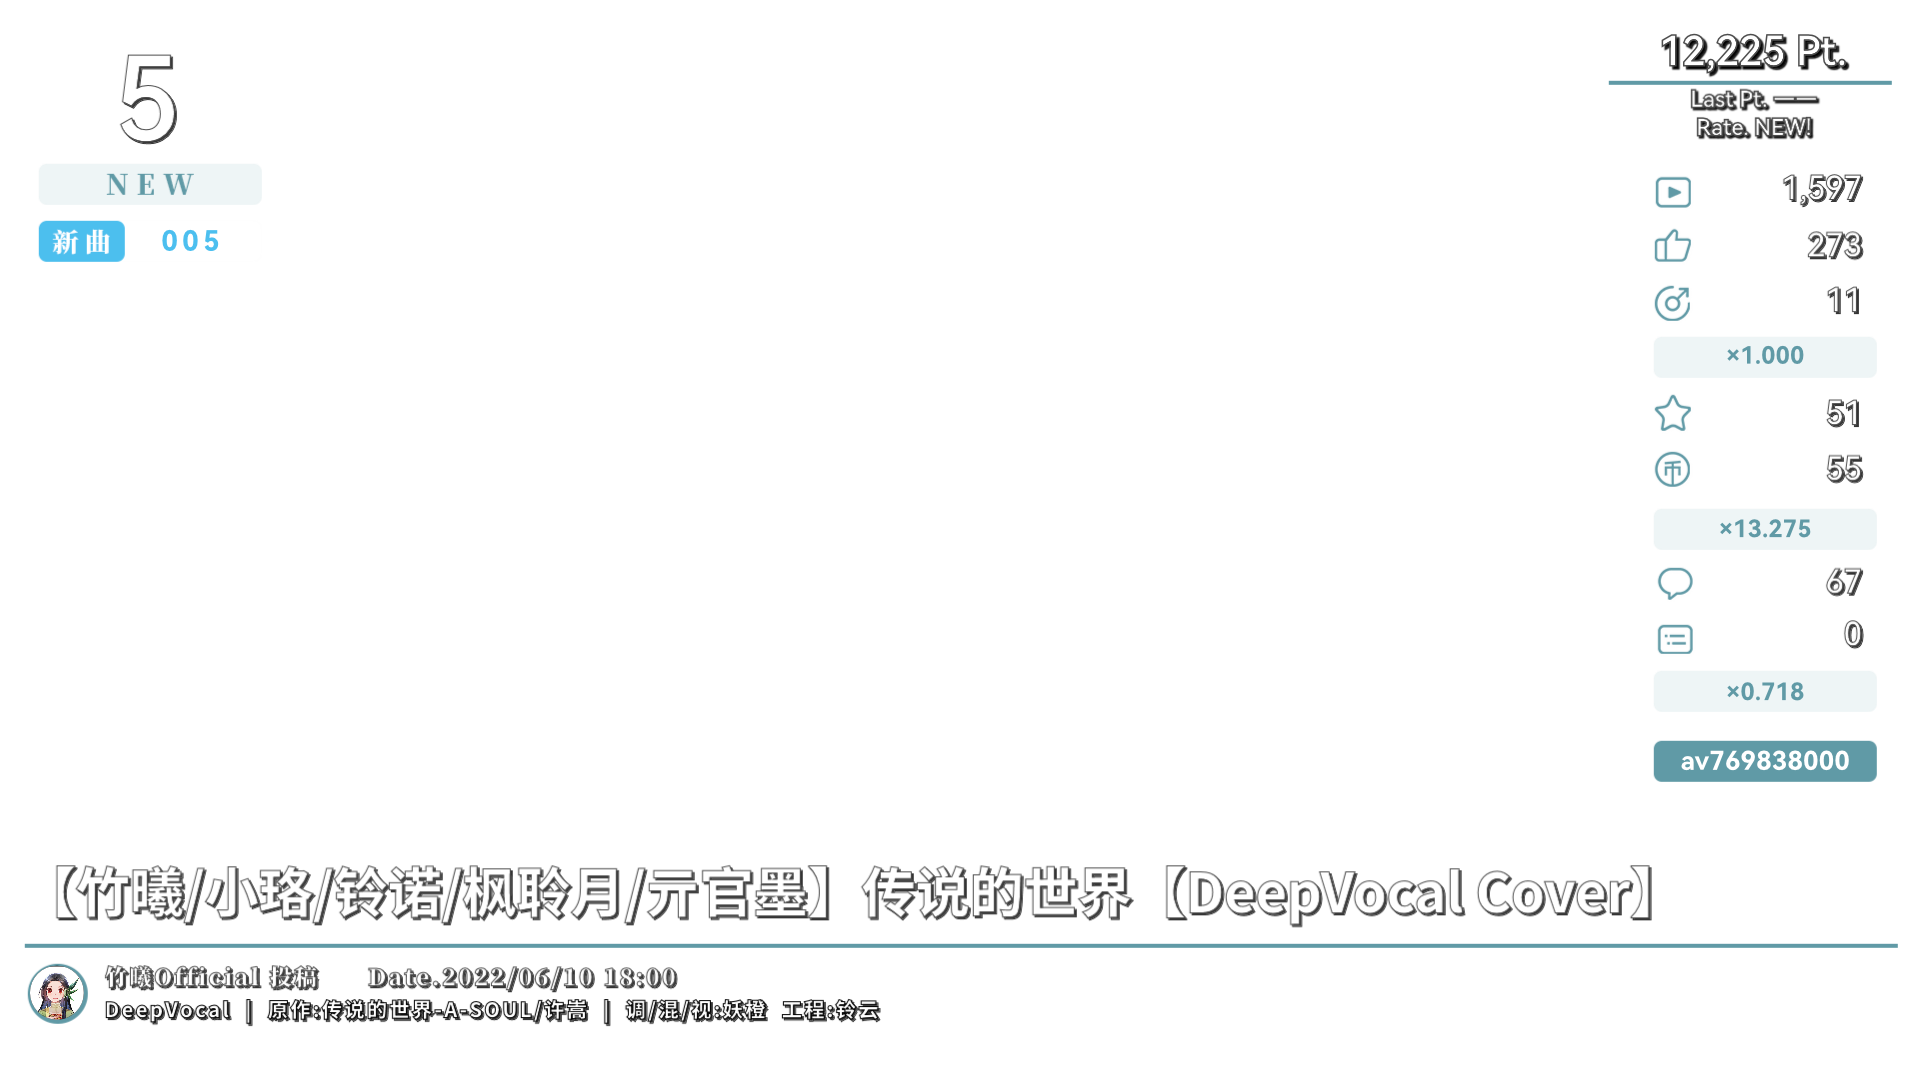 5
NEW
新曲 005
12,225 Pt.
Last Pt. ——
Rate. NEW!
1,597
273
11
×1.000
51
55
×13.275
67
0
×0.718
av769838000
【竹曦/小珞/铃诺/枫聆月/亓官墨】传说的世界【DeepVocal Cover】
竹曦Official 投稿 Date.2022/06/10 18:00
DeepVocal | 原作:传说的世界-A-SOUL/许嵩 | 调/混/视:妖橙 工程:铃云